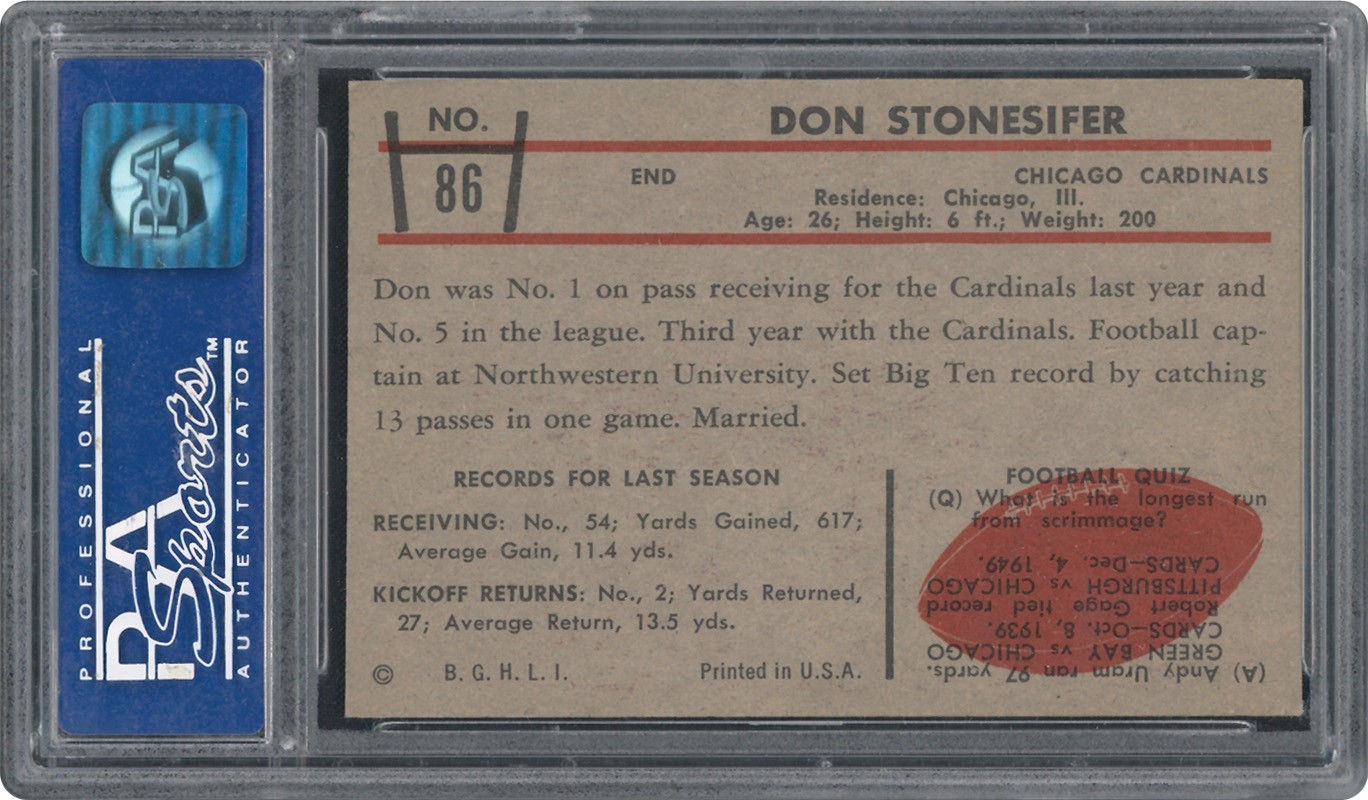 PSA
PROFESSIONAL
PSA Sports™
AUTHENTICATOR
NO.
86
DON STONESIFER
END
CHICAGO CARDINALS
Residence: Chicago, Ill.
Age: 26; Height: 6 ft.; Weight: 200
Don was No. 1 on pass receiving for the Cardinals last year and
No. 5 in the league. Third year with the Cardinals. Football cap-
tain at Northwestern University. Set Big Ten record by catching
13 passes in one game. Married.
RECORDS FOR LAST SEASON
RECEIVING: No., 54; Yards Gained, 617;
Average Gain, 11.4 yds.
KICKOFF RETURNS: No., 2; Yards Returned,
27; Average Return, 13.5 yds.
© B. G. H. L. I. Printed in U.S.A.
FOOTBALL QUIZ
(Q) What is the longest run
from scrimmage?
(A) Andy Uram ran 97 yards.
GREEN BAY vs CHICAGO
CARDS—Oct. 8, 1939.
Robert Gage tied record
PITTSBURGH vs CHICAGO
CARDS—Dec. 4, 1949.